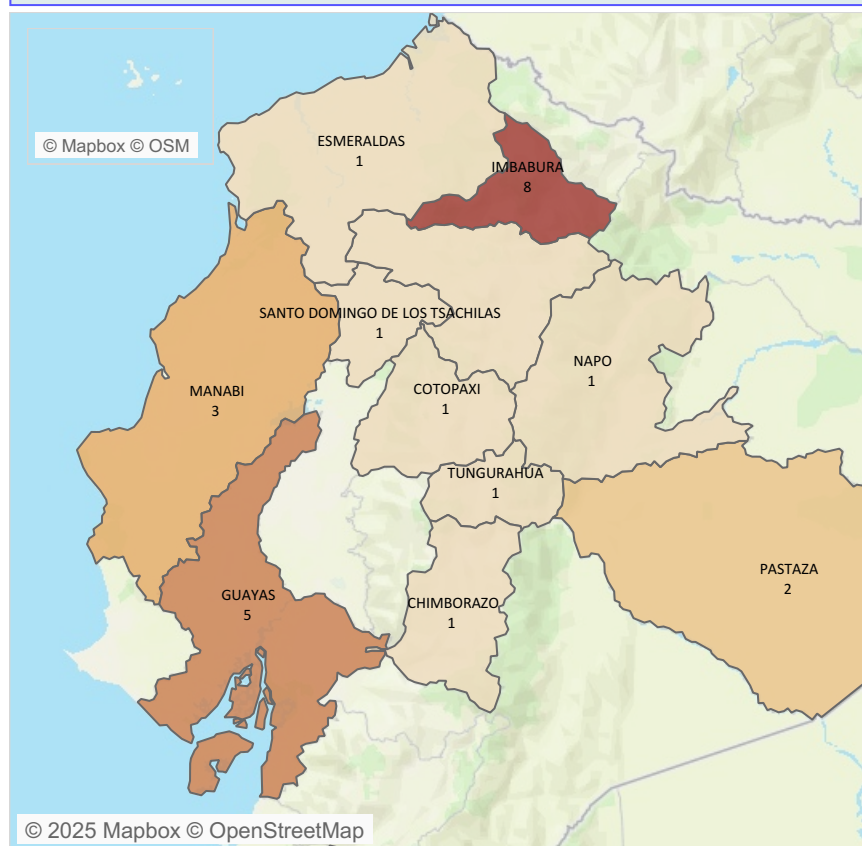 © Mapbox © OSM
ESMERALDAS
1
IMBABURA
8
SANTO DOMINGO DE LOS TSACHILAS
1
NAPO
1
MANABI
3
COTOPAXI
1
TUNGURAHUA
1
PASTAZA
2
GUAYAS
5
CHIMBORAZO
1
© 2025 Mapbox © OpenStreetMap